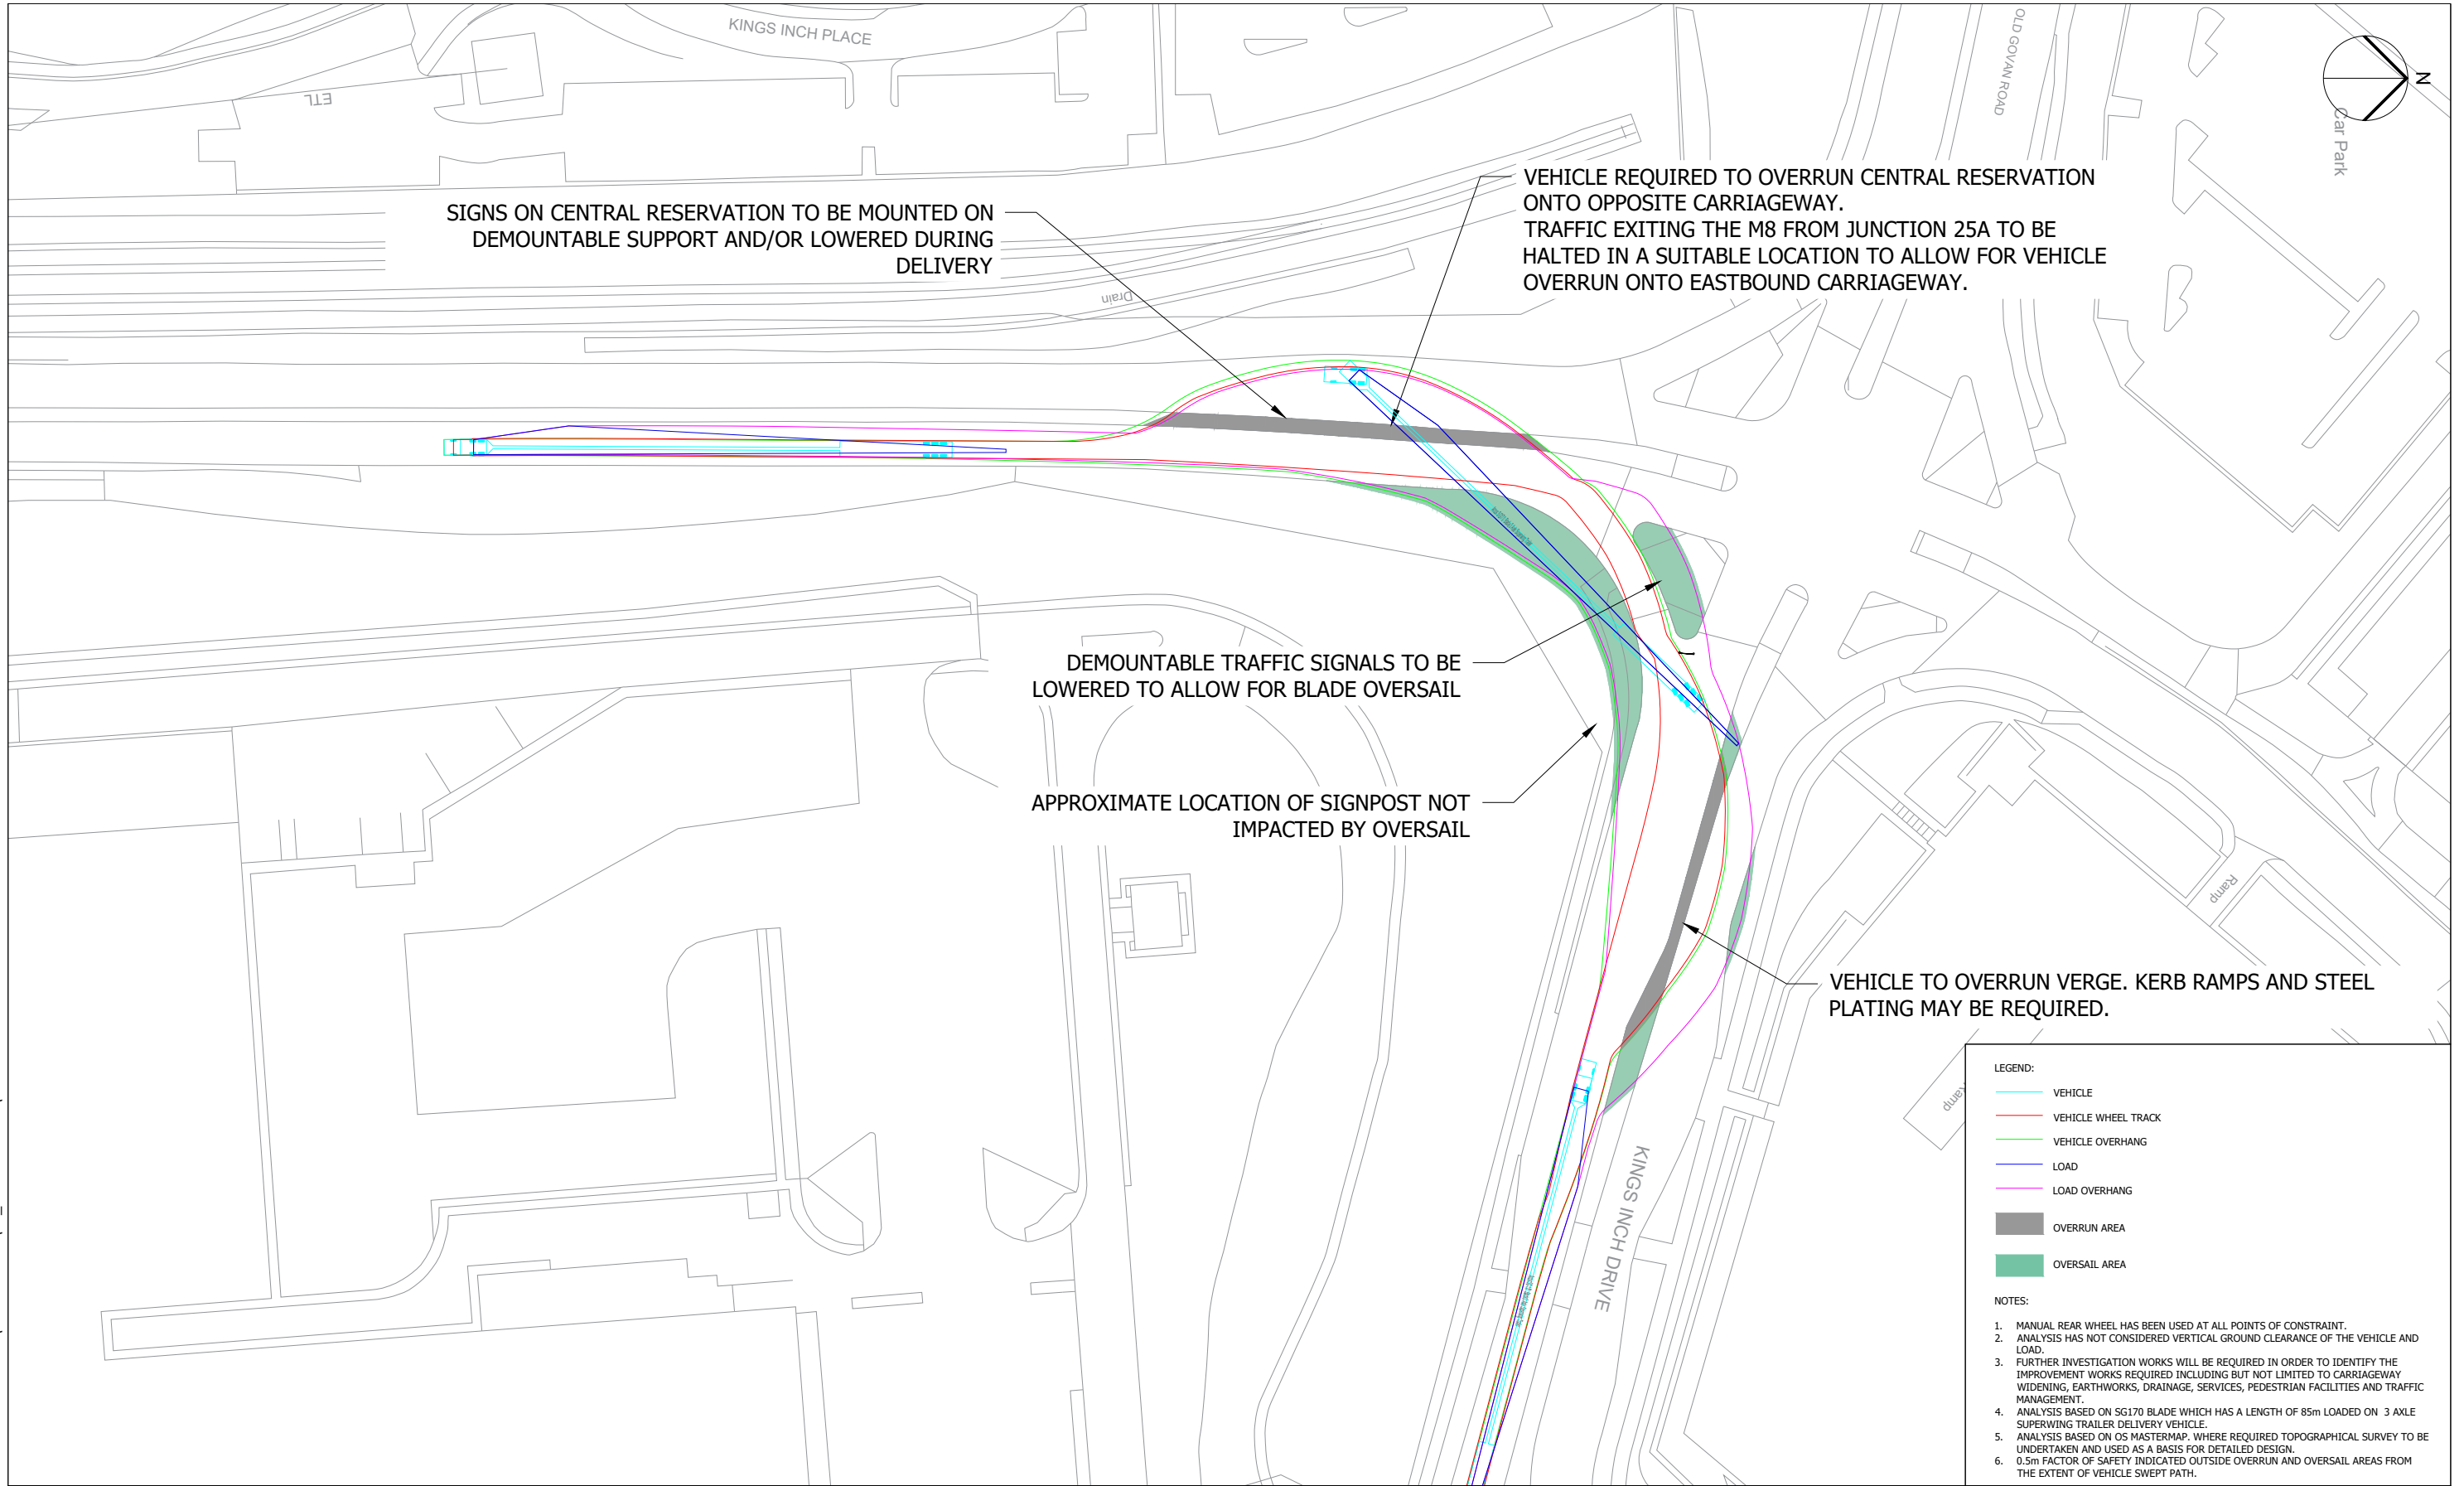 KINGS INCH PLACE
OLD GOVAN ROAD
N
Car Park
ETL
SIGNS ON CENTRAL RESERVATION TO BE MOUNTED ON
DEMOUNTABLE SUPPORT AND/OR LOWERED DURING
DELIVERY
VEHICLE REQUIRED TO OVERRUN CENTRAL RESERVATION
ONTO OPPOSITE CARRIAGEWAY.
TRAFFIC EXITING THE M8 FROM JUNCTION 25A TO BE
HALTED IN A SUITABLE LOCATION TO ALLOW FOR VEHICLE
OVERRUN ONTO EASTBOUND CARRIAGEWAY.
Drain
DEMOUNTABLE TRAFFIC SIGNALS TO BE
LOWERED TO ALLOW FOR BLADE OVERSAIL
APPROXIMATE LOCATION OF SIGNPOST NOT
IMPACTED BY OVERSAIL
Ramp
VEHICLE TO OVERRUN VERGE. KERB RAMPS AND STEEL
PLATING MAY BE REQUIRED.
Ramp
KINGS INCH DRIVE
LEGEND:
VEHICLE
VEHICLE WHEEL TRACK
VEHICLE OVERHANG
LOAD
LOAD OVERHANG
OVERRUN AREA
OVERSAIL AREA
NOTES:
1. MANUAL REAR WHEEL HAS BEEN USED AT ALL POINTS OF CONSTRAINT.
2. ANALYSIS HAS NOT CONSIDERED VERTICAL GROUND CLEARANCE OF THE VEHICLE AND
LOAD.
3. FURTHER INVESTIGATION WORKS WILL BE REQUIRED IN ORDER TO IDENTIFY THE
IMPROVEMENT WORKS REQUIRED INCLUDING BUT NOT LIMITED TO CARRIAGEWAY
WIDENING, EARTHWORKS, DRAINAGE, SERVICES, PEDESTRIAN FACILITIES AND TRAFFIC
MANAGEMENT.
4. ANALYSIS BASED ON SG170 BLADE WHICH HAS A LENGTH OF 85m LOADED ON 3 AXLE
SUPERWING TRAILER DELIVERY VEHICLE.
5. ANALYSIS BASED ON OS MASTERMAP. WHERE REQUIRED TOPOGRAPHICAL SURVEY TO BE
UNDERTAKEN AND USED AS A BASIS FOR DETAILED DESIGN.
6. 0.5m FACTOR OF SAFETY INDICATED OUTSIDE OVERRUN AND OVERSAIL AREAS FROM
THE EXTENT OF VEHICLE SWEPT PATH.